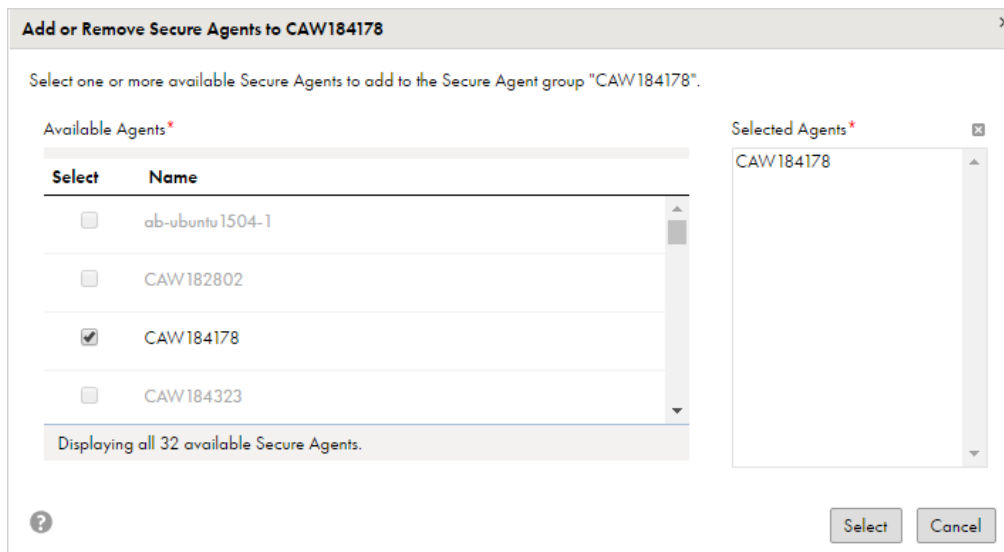 Add or Remove Secure Agents to CAW184178
Select one or more available Secure Agents to add to the Secure Agent group "CAW184178".
Available Agents*
Selected Agents*
Select Name
CAW184178
ab-ubuntu1504-1
CAW182802
CAW184178
CAW184323
Displaying all 32 available Secure Agents.
Select Cancel